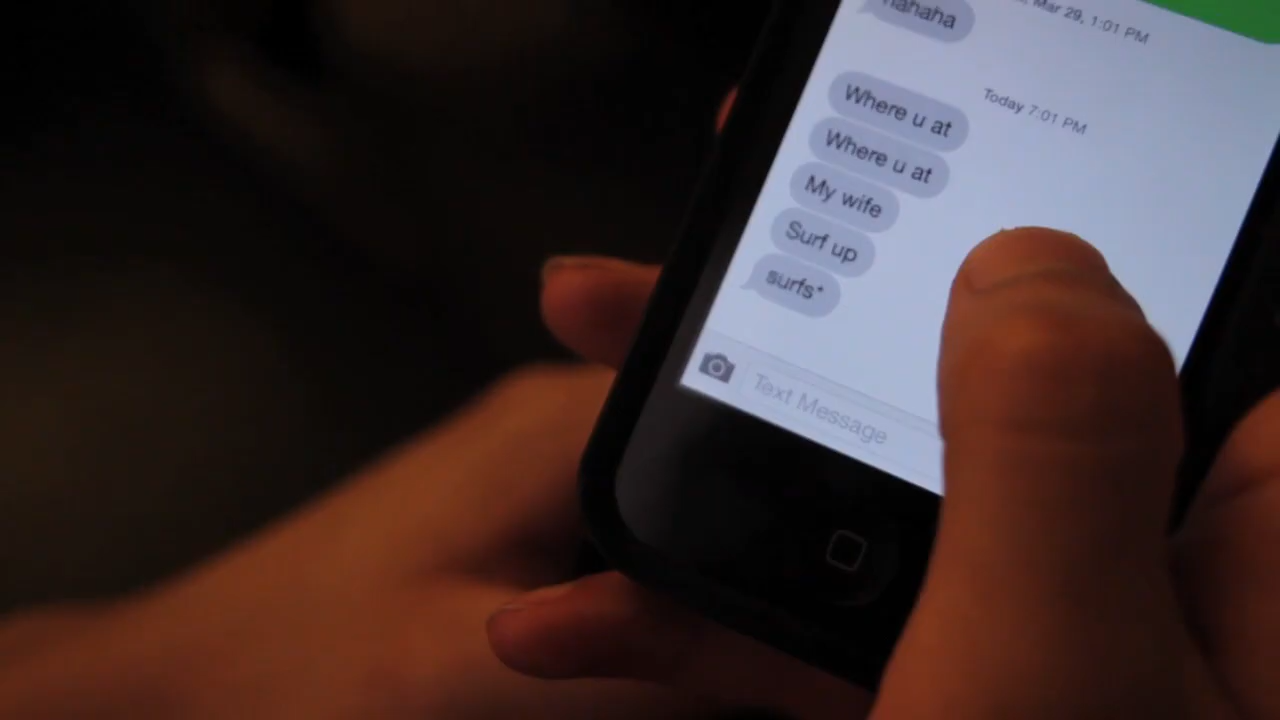 Mar 29, 1:01 PM
hahaha
Today 7:01 PM
Where u at
Where u at
My wife
Surf up
surfs*
Text Message